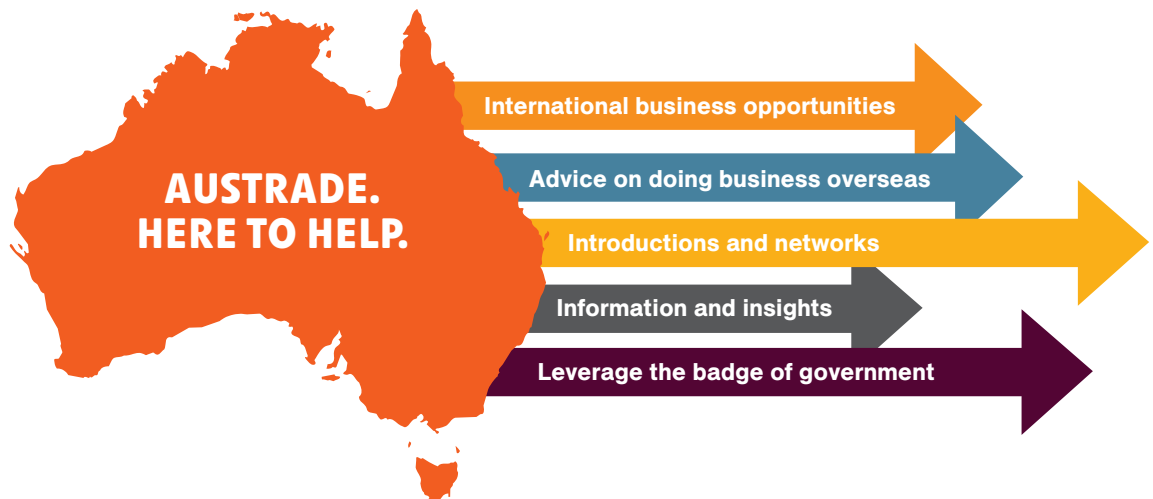 AUSTRADE.
HERE TO HELP.
International business opportunities
Advice on doing business overseas
Introductions and networks
Information and insights
Leverage the badge of government